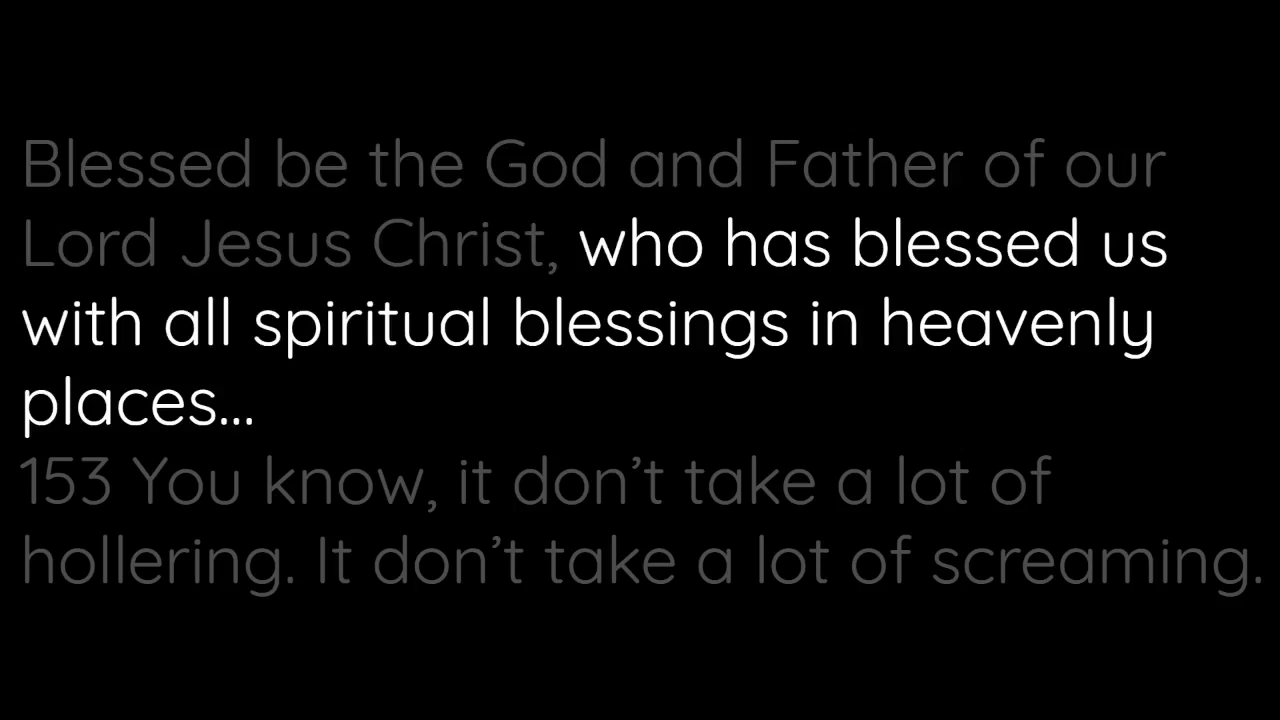 Blessed be the God and Father of our
Lord Jesus Christ, who has blessed us
with all spiritual blessings in heavenly
places...
153 You know, it don’t take a lot of
hollering. It don’t take a lot of screaming.